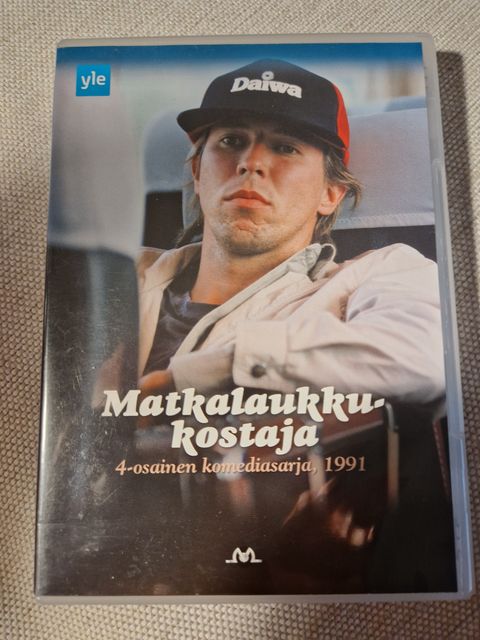 yle
Daiwa
Matkalaukku-
kostaja
4-osainen komediasarja, 1991